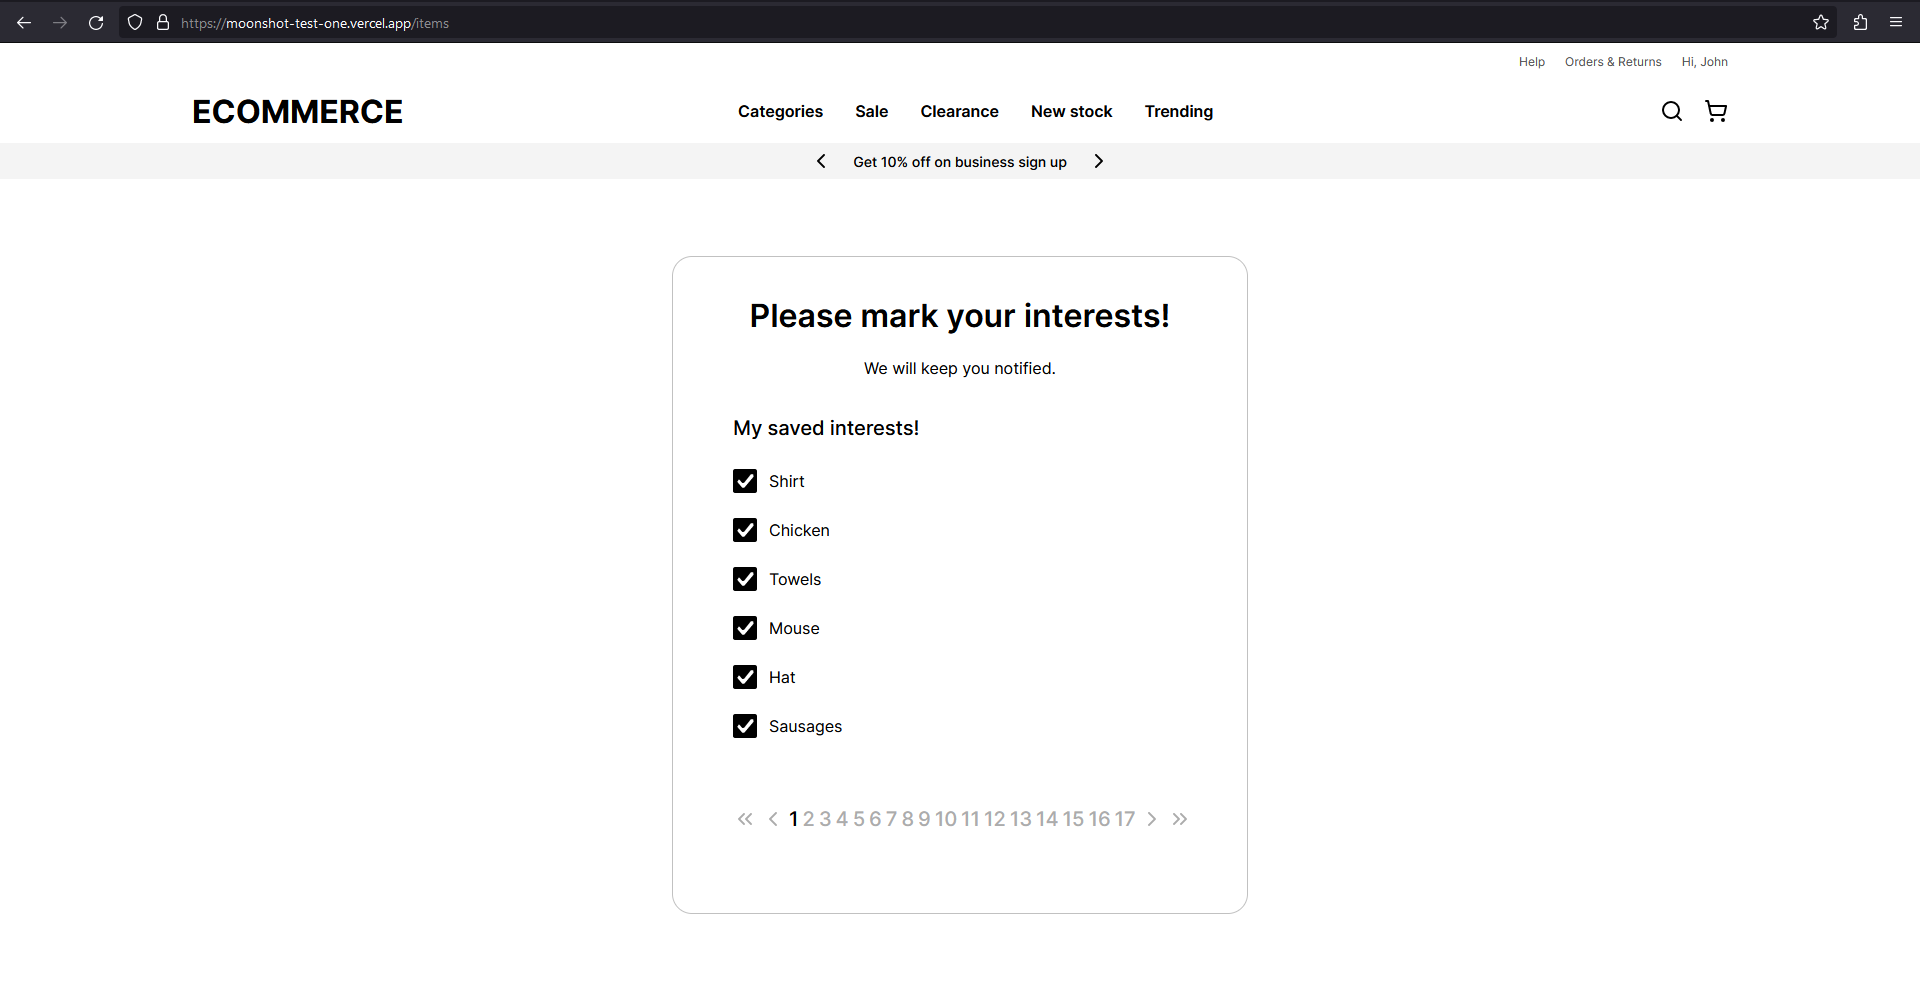 https://moonshot-test-one.vercel.app/items
Help Orders & Returns Hi, John
ECOMMERCE
Categories Sale Clearance New stock Trending
Get 10% off on business sign up
Please mark your interests!
We will keep you notified.
My saved interests!
Shirt
Chicken
Towels
Mouse
Hat
Sausages
1 2 3 4 5 6 7 8 9 10 11 12 13 14 15 16 17